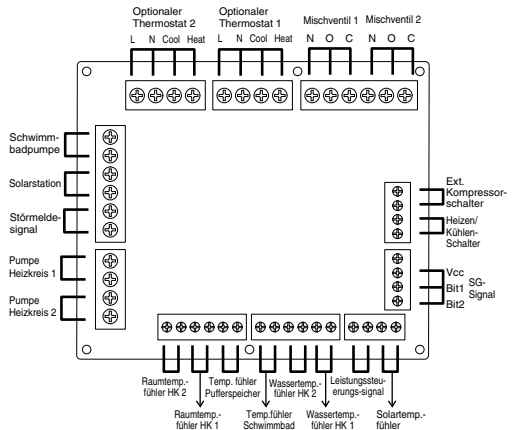 Optionaler
Thermostat 2
Optionaler
Thermostat 1
Mischventil 1
Mischventil 2
L N Cool Heat
L N Cool Heat
N O C
N O C
Schwimm-
badpumpe
Solarstation
Störmelde-
signal
Pumpe
Heizkreis 1
Pumpe
Heizkreis 2
Ext.
Kompressor-
schalter
Heizen/
Kühlen-
Schalter
Vcc
Bit1
Bit2
SG-
Signal
Raumtemp.-
fühler HK 2
Temp. fühler
Pufferspeicher
Wassertemp.-
fühler HK 2
Leistungssteu-
erungs-signal
Raumtemp.-
fühler HK 1
Temp.fühler
Schwimmbad
Wassertemp.-
fühler HK 1
Solartemp.-
fühler